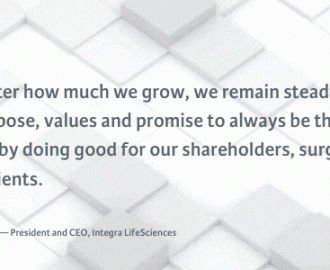 ter how much we grow, we remain stead
pose, values and promise to always be th
by doing good for our shareholders, surg
ients.
— President and CEO, Integra LifeSciences